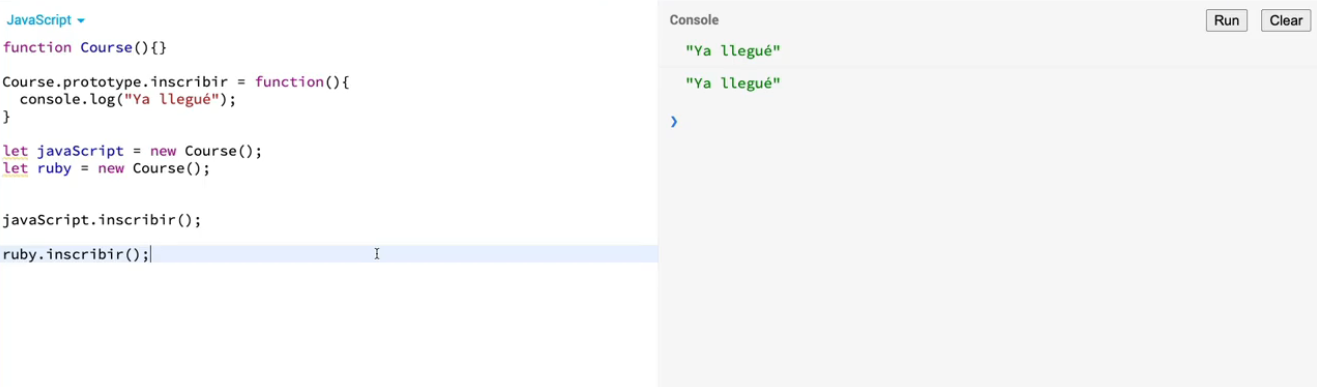 JavaScript
function Course(){}
Course.prototype.inscribir = function(){
  console.log("Ya llegué");
}
let javaScript = new Course();
let ruby = new Course();
javaScript.inscribir();
ruby.inscribir();
Console
Run
Clear
"Ya llegué"
"Ya llegué"